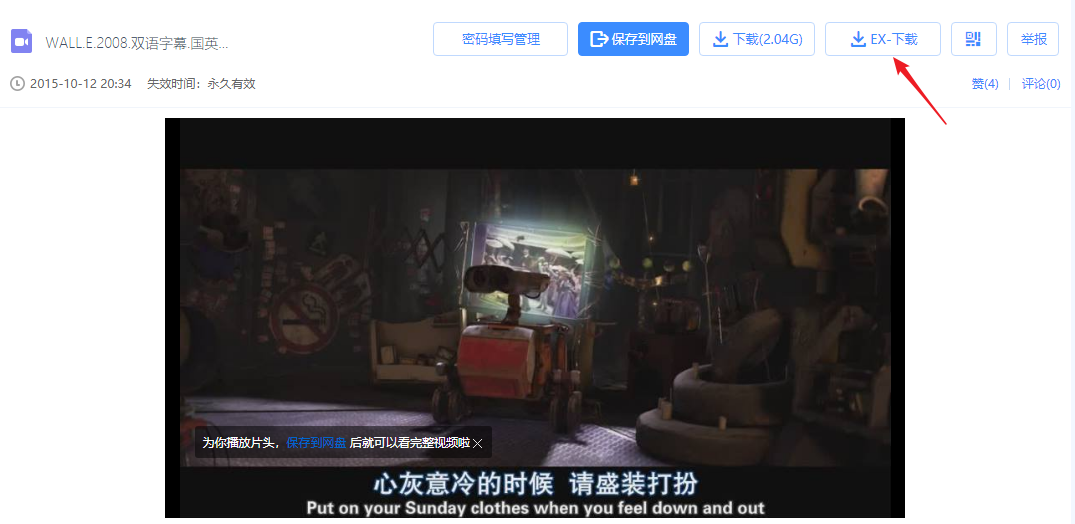 WALL.E.2008.双语字幕.国英...
密码填写管理
保存到网盘
下载(2.04G)
EX-下载
举报
2015-10-12 20:34 失效时间：永久有效
赞(4) | 评论(0)
为你播放片头，保存到网盘 后就可以看完整视频啦
心灰意冷的时候 请盛装打扮
Put on your Sunday clothes when you feel down and out